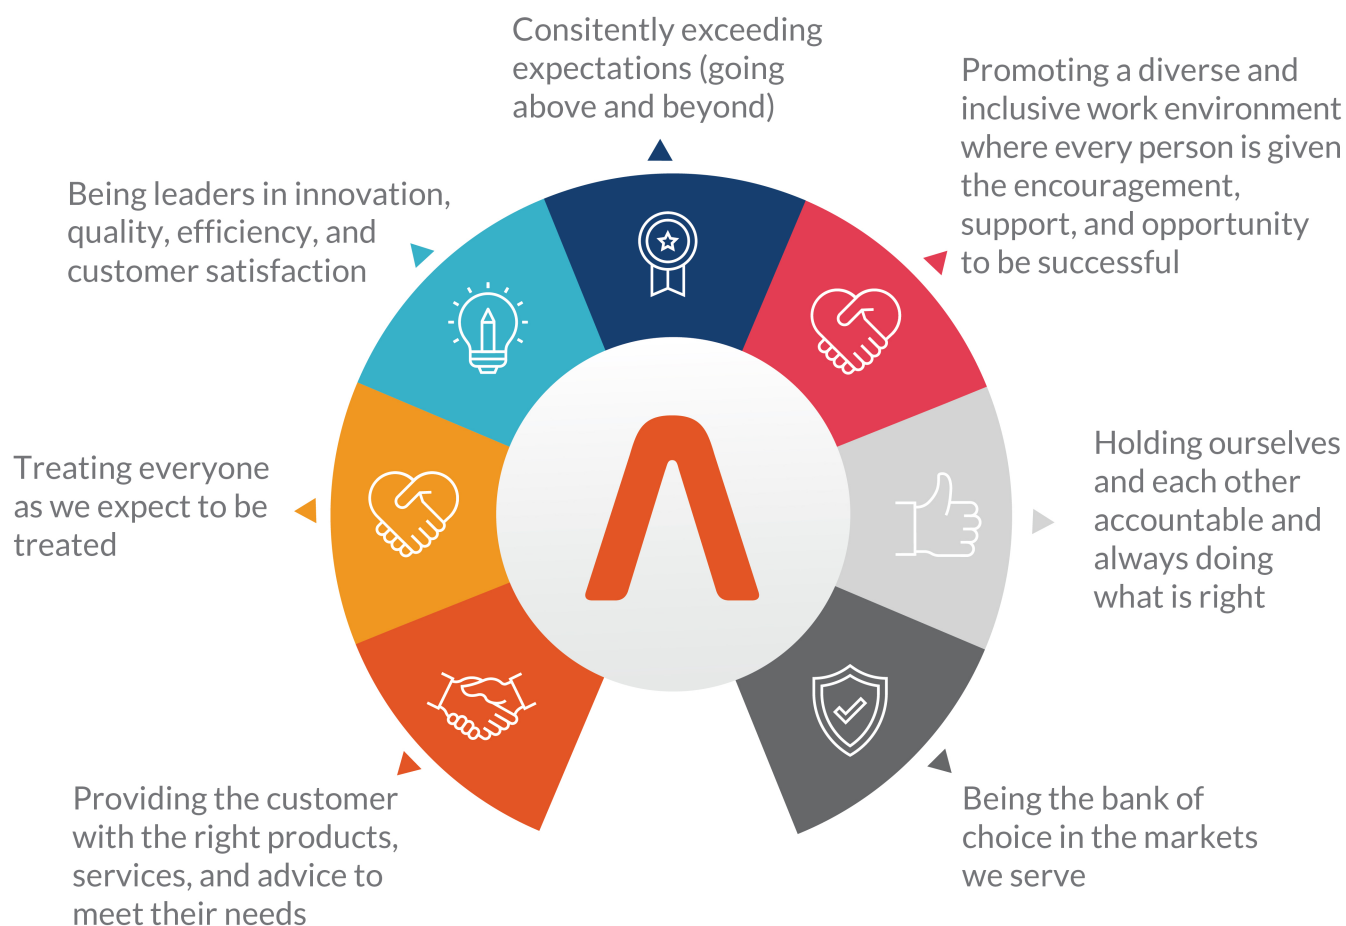 Consitently exceeding
expectations (going
above and beyond)
Promoting a diverse and
inclusive work environment
where every person is given
the encouragement,
support, and opportunity
to be successful
Being leaders in innovation,
quality, efficiency, and
customer satisfaction
Holding ourselves
and each other
accountable and
always doing
what is right
Treating everyone
as we expect to be
treated
Providing the customer
with the right products,
services, and advice to
meet their needs
Being the bank of
choice in the markets
we serve